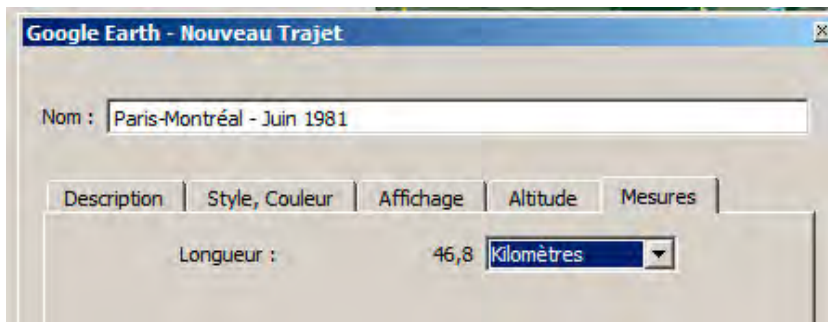 Google Earth - Nouveau Trajet
Nom : Paris-Montréal - Juin 1981
Description Style, Couleur Affichage Altitude Mesures
Longueur : 46,8 Kilomètres